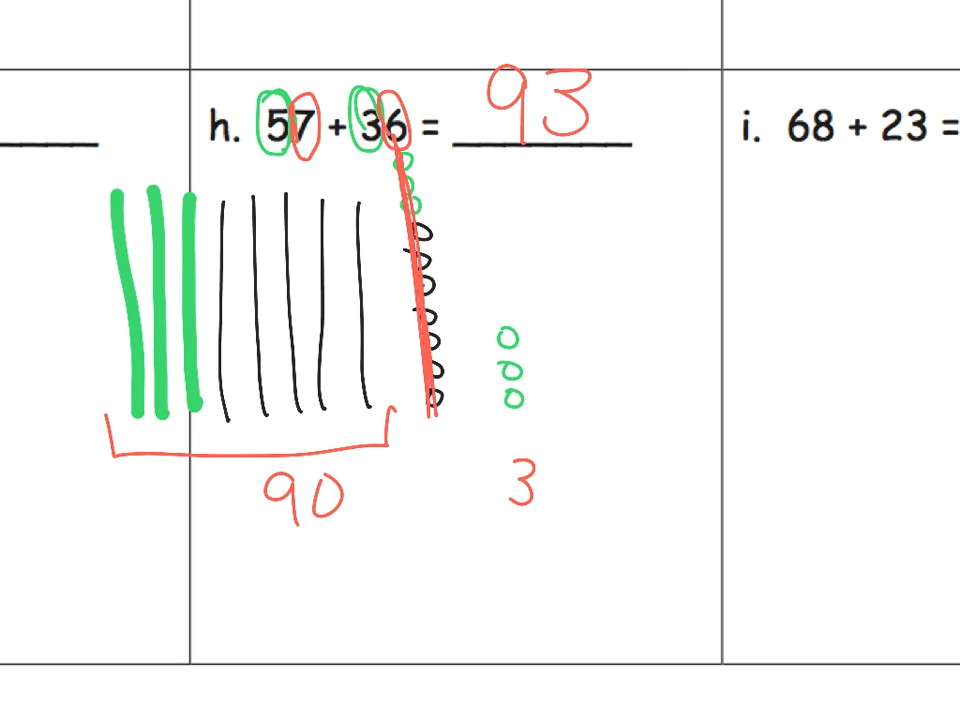 h. 57 + 36 = 93
i. 68 + 23 =
90
3